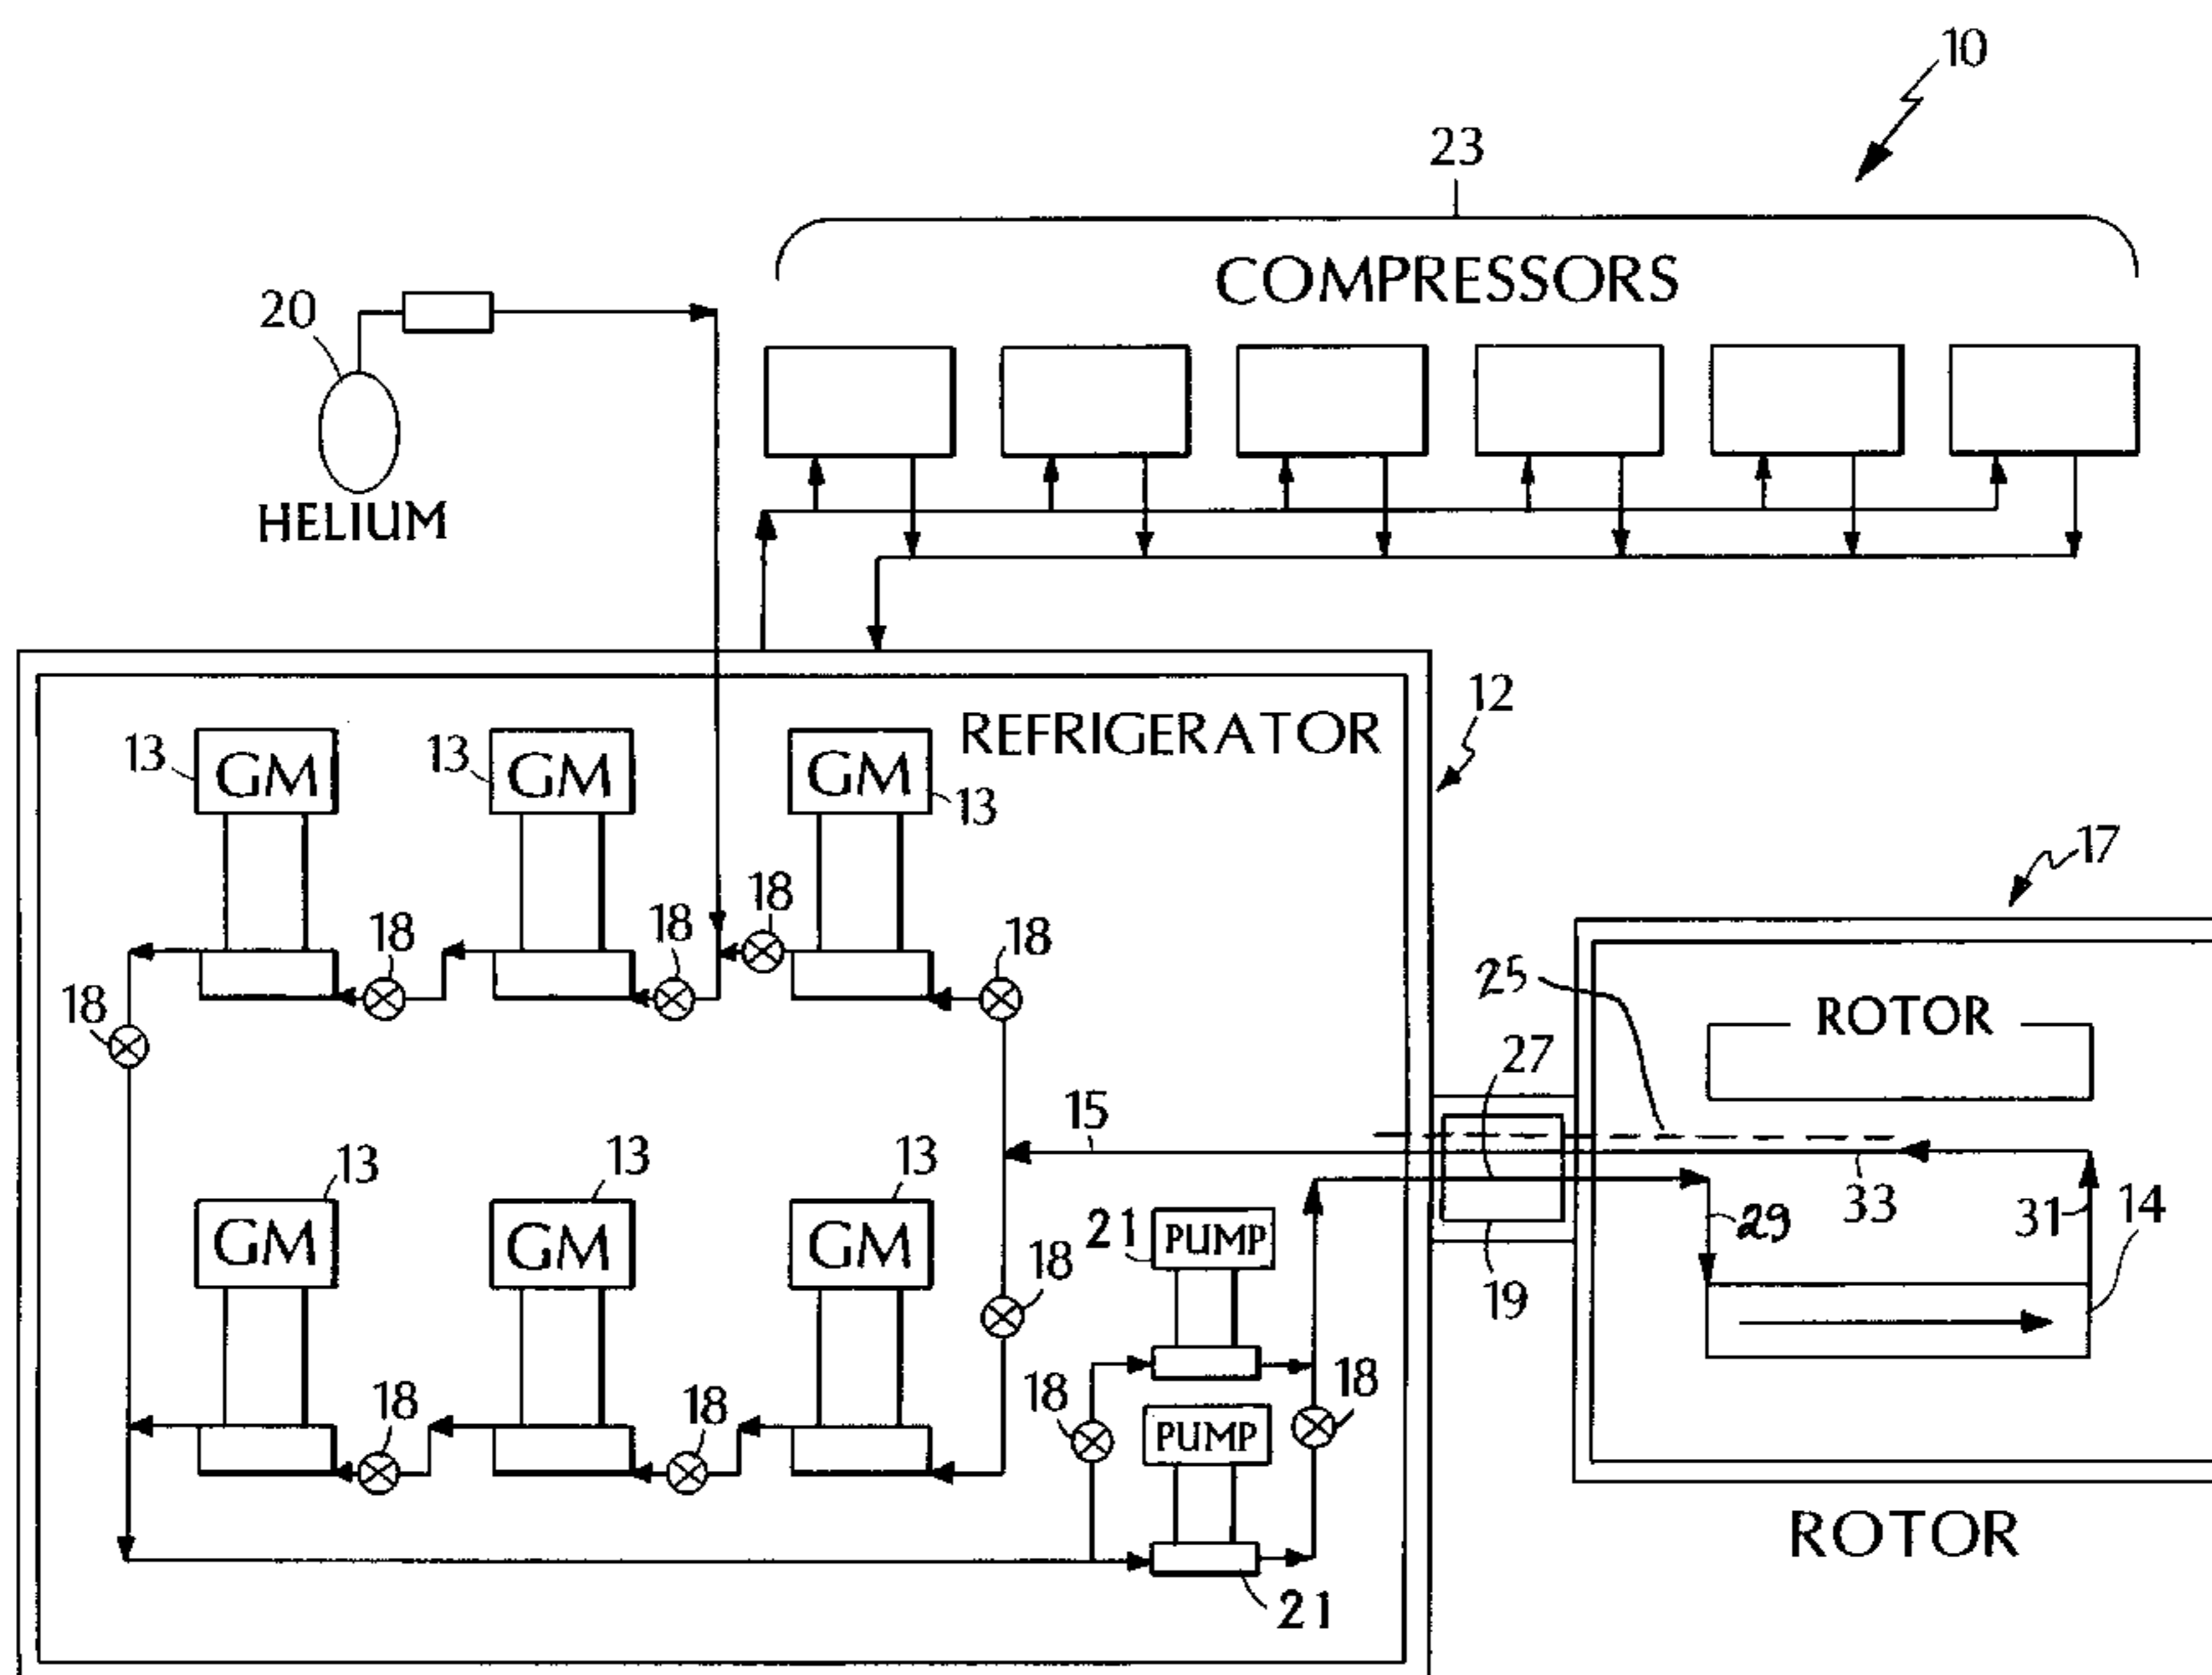 10
23
COMPRESSORS
20
HELIUM
12
REFRIGERATOR
13 GM
13 GM
GM 13
17
18
18
18
18
18
25
ROTOR
27
15
13
13
13
GM
GM
GM
33
31
14
29
21 PUMP
18
19
18
18
18
18
PUMP
21
ROTOR